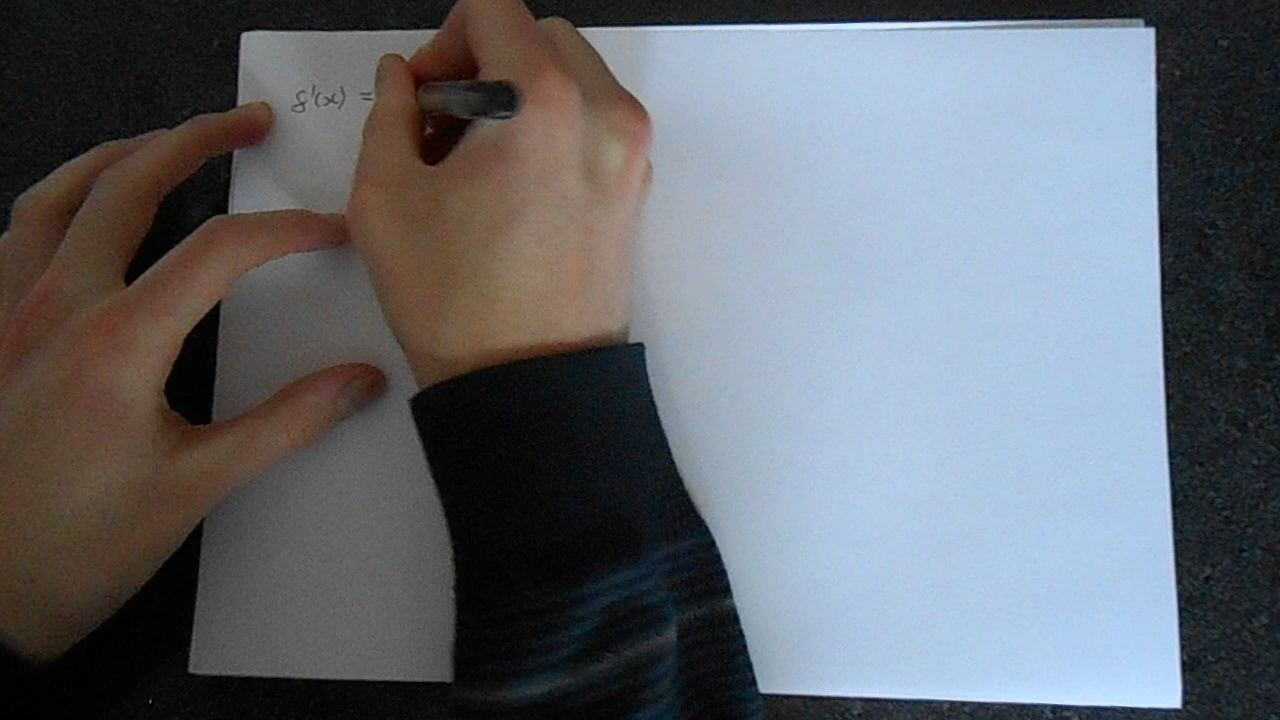 f'(x) =